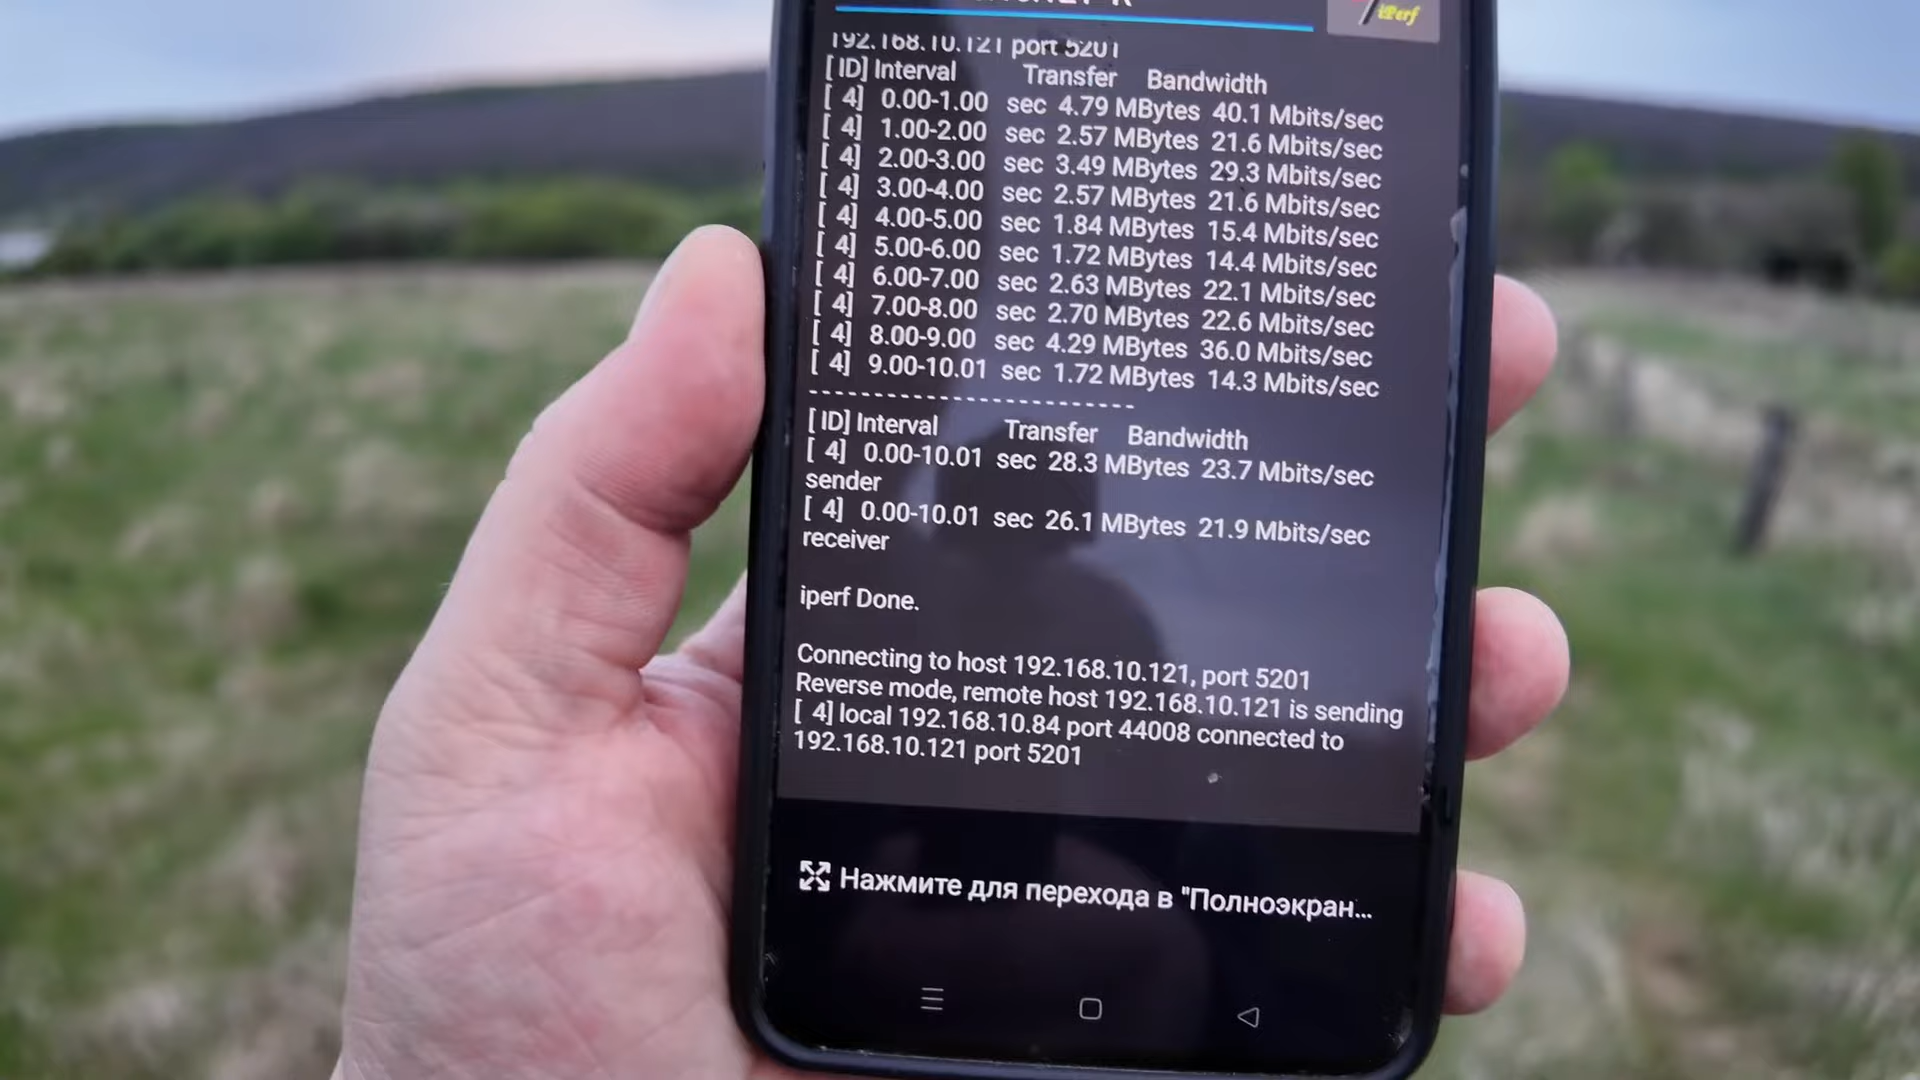 iPerf
192.168.10.121 port 5201
[ ID] Interval Transfer Bandwidth
[ 4] 0.00-1.00 sec 4.79 MBytes 40.1 Mbits/sec
[ 4] 1.00-2.00 sec 2.57 MBytes 21.6 Mbits/sec
[ 4] 2.00-3.00 sec 3.49 MBytes 29.3 Mbits/sec
[ 4] 3.00-4.00 sec 2.57 MBytes 21.6 Mbits/sec
[ 4] 4.00-5.00 sec 1.84 MBytes 15.4 Mbits/sec
[ 4] 5.00-6.00 sec 1.72 MBytes 14.4 Mbits/sec
[ 4] 6.00-7.00 sec 2.63 MBytes 22.1 Mbits/sec
[ 4] 7.00-8.00 sec 2.70 MBytes 22.6 Mbits/sec
[ 4] 8.00-9.00 sec 4.29 MBytes 36.0 Mbits/sec
[ 4] 9.00-10.01 sec 1.72 MBytes 14.3 Mbits/sec
- - - - - - - - - - - - - - - - - - - - - - - - -
[ ID] Interval Transfer Bandwidth
[ 4] 0.00-10.01 sec 28.3 MBytes 23.7 Mbits/sec
sender
[ 4] 0.00-10.01 sec 26.1 MBytes 21.9 Mbits/sec
receiver
iperf Done.
Connecting to host 192.168.10.121, port 5201
Reverse mode, remote host 192.168.10.121 is sending
[ 4] local 192.168.10.84 port 44008 connected to
192.168.10.121 port 5201
Нажмите для перехода в "Полноэкран...